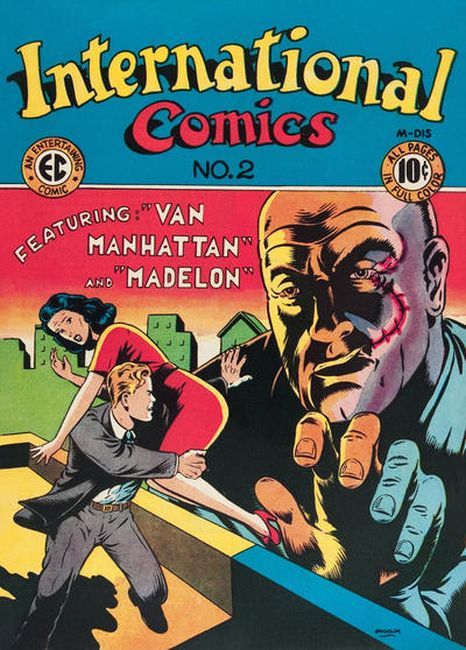 International
Comics
M-DIS
AN ENTERTAINING
EC
COMIC
NO. 2
ALL PAGES
10¢
IN FULL COLOR
FEATURING: "VAN
MANHATTAN"
AND "MADELON"